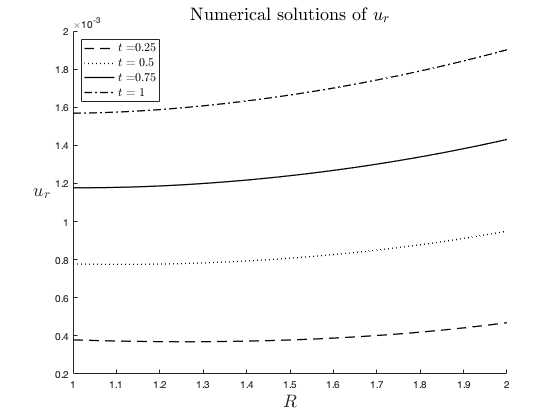 Numerical solutions of u_r
×10⁻³
2
t =0.25
t = 0.5
t =0.75
t = 1
1.8
1.6
1.4
1.2
u_r
1
0.8
0.6
0.4
0.2
1 1.1 1.2 1.3 1.4 1.5 1.6 1.7 1.8 1.9 2
R